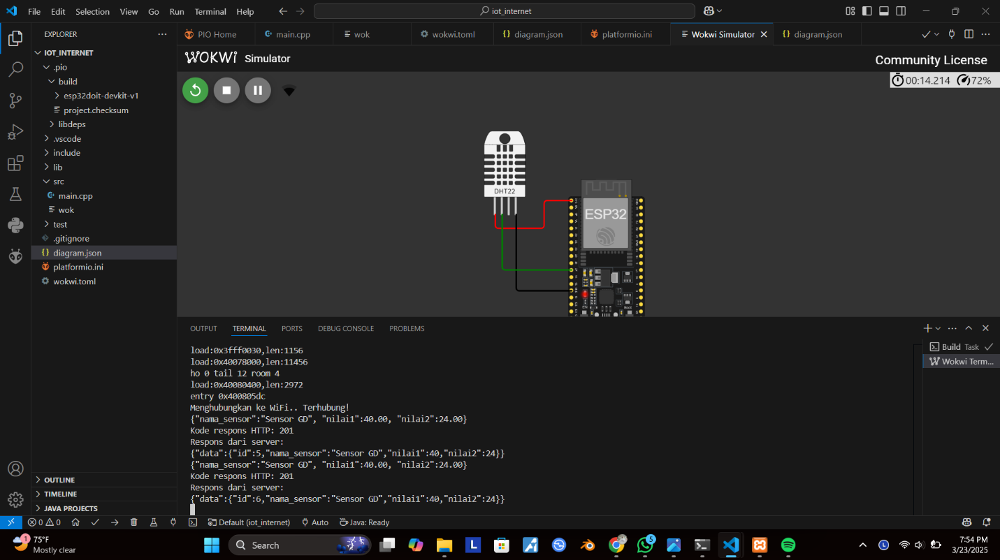 File Edit Selection View Go Run Terminal Help
iot_internet
EXPLORER
IOT_INTERNET
.pio
build
esp32doit-devkit-v1
project.checksum
libdeps
.vscode
include
lib
src
main.cpp
wok
test
.gitignore
diagram.json
platformio.ini
wokwi.toml
OUTLINE
TIMELINE
JAVA PROJECTS
PIO Home main.cpp wok wokwi.toml diagram.json platformio.ini Wokwi Simulator diagram.json
WOKWI Simulator
Community License
00:14.214 72%
DHT22
ESP32
EN
Boot
OUTPUT TERMINAL PORTS DEBUG CONSOLE PROBLEMS
load:0x3fff0030,len:1156
load:0x40078000,len:11456
ho 0 tail 12 room 4
load:0x40080400,len:2972
entry 0x400805dc
Menghubungkan ke WiFi.. Terhubung!
{"nama_sensor":"Sensor GD", "nilai1":40.00, "nilai2":24.00}
Kode respons HTTP: 201
Respons dari server:
{"data":{"id":5,"nama_sensor":"Sensor GD","nilai1":40,"nilai2":24}}
{"nama_sensor":"Sensor GD", "nilai1":40.00, "nilai2":24.00}
Kode respons HTTP: 201
Respons dari server:
{"data":{"id":6,"nama_sensor":"Sensor GD","nilai1":40,"nilai2":24}}
Build Task
Wokwi Term...
0 0 Default (iot_internet) Auto Java: Ready
1
75°F
Mostly clear
Search
L
5
L
7:54 PM
3/23/2025